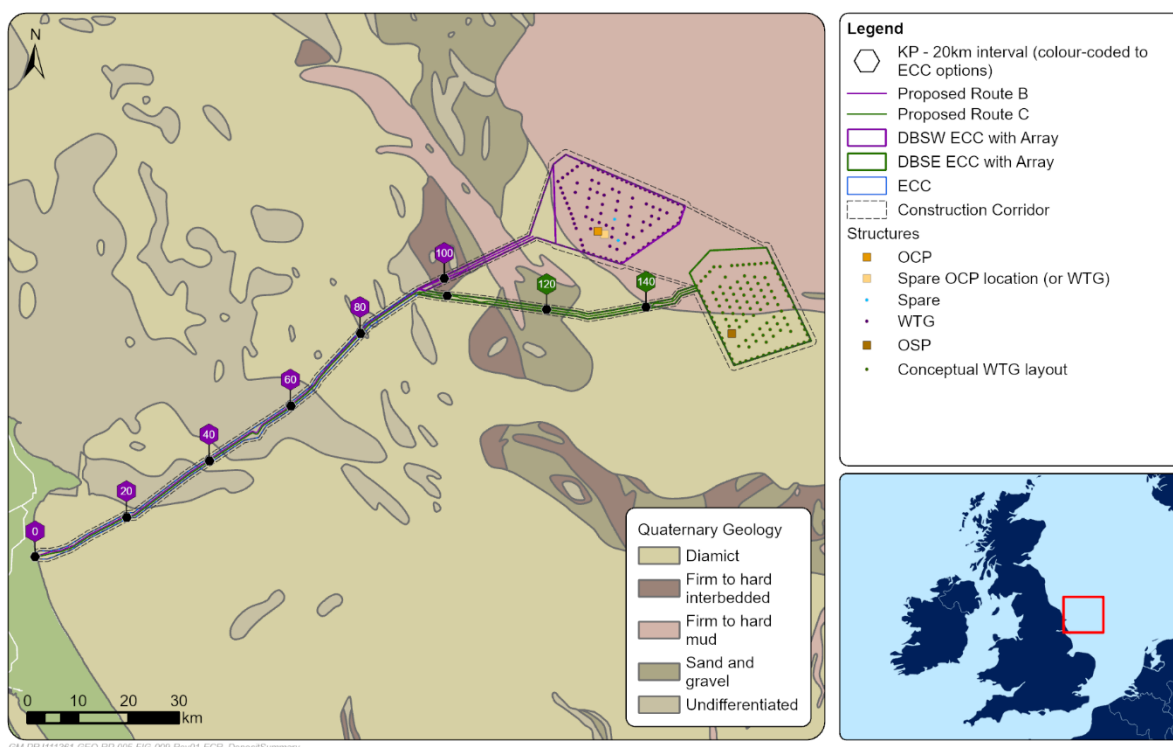 N
100
120
140
80
60
40
20
0
0 10 20 30
km
Quaternary Geology
Diamict
Firm to hard
interbedded
Firm to hard
mud
Sand and
gravel
Undifferentiated
Legend
KP - 20km interval (colour-coded to
ECC options)
Proposed Route B
Proposed Route C
DBSW ECC with Array
DBSE ECC with Array
ECC
Construction Corridor
Structures
OCP
Spare OCP location (or WTG)
Spare
WTG
OSP
Conceptual WTG layout